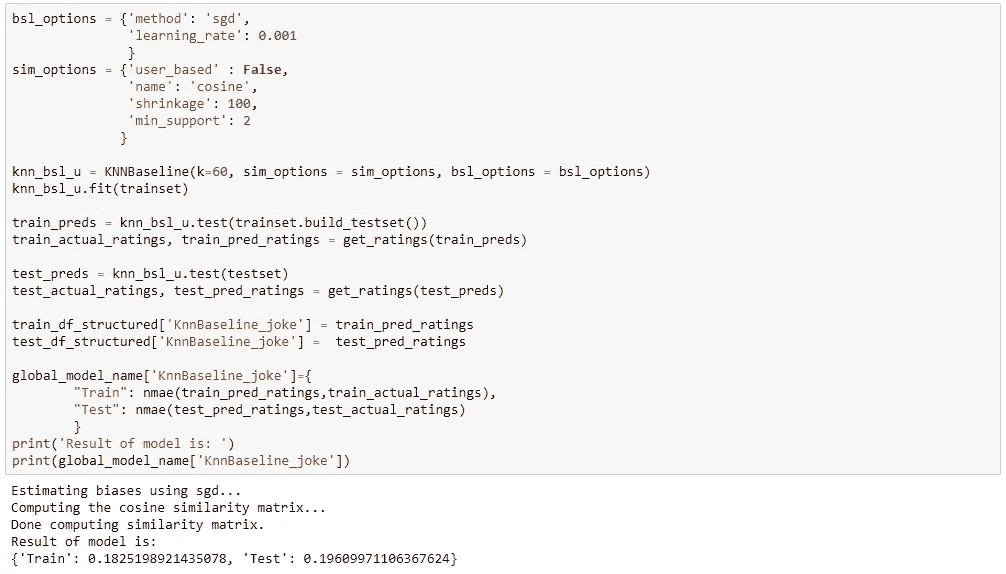 bsl_options = {'method': 'sgd',
               'learning_rate': 0.001
               }
sim_options = {'user_based' : False,
               'name': 'cosine',
               'shrinkage': 100,
               'min_support': 2
              }

knn_bsl_u = KNNBaseline(k=60, sim_options = sim_options, bsl_options = bsl_options)
knn_bsl_u.fit(trainset)

train_preds = knn_bsl_u.test(trainset.build_testset())
train_actual_ratings, train_pred_ratings = get_ratings(train_preds)

test_preds = knn_bsl_u.test(testset)
test_actual_ratings, test_pred_ratings = get_ratings(test_preds)

train_df_structured['KnnBaseline_joke'] = train_pred_ratings
test_df_structured['KnnBaseline_joke'] =  test_pred_ratings

global_model_name['KnnBaseline_joke']={
        "Train": nmae(train_pred_ratings,train_actual_ratings),
        "Test": nmae(test_pred_ratings,test_actual_ratings)
        }
print('Result of model is: ')
print(global_model_name['KnnBaseline_joke'])
Estimating biases using sgd...
Computing the cosine similarity matrix...
Done computing similarity matrix.
Result of model is:
{'Train': 0.1825198921435078, 'Test': 0.19609971106367624}